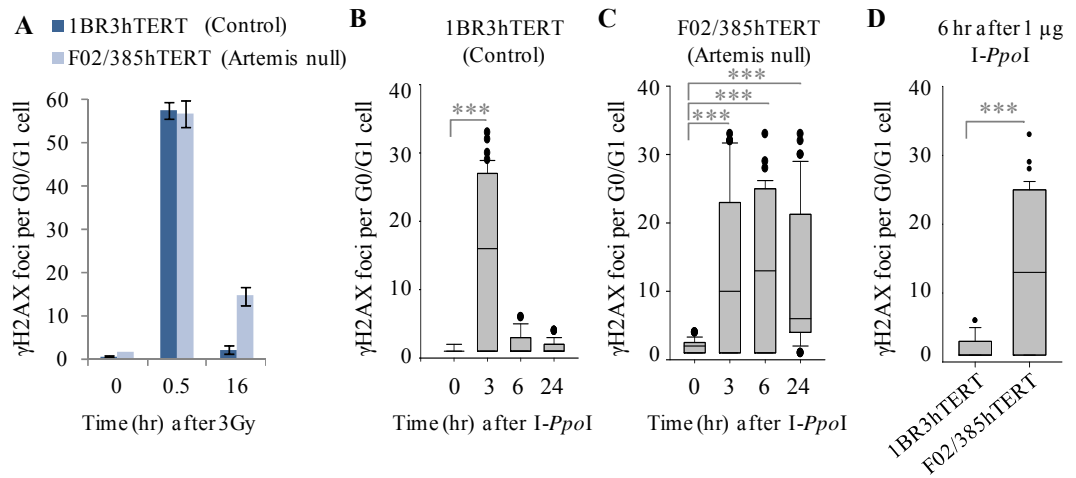 A
1BR3hTERT (Control)
F02/385hTERT (Artemis null)
γH2AX foci per G0/G1 cell
60
50
40
30
20
10
0
0 0.5 16
Time (hr) after 3Gy
B
1BR3hTERT
(Control)
γH2AX foci per G0/G1 cell
40
30
20
10
0
***
0 3 6 24
Time (hr) after I-PpoI
C
F02/385hTERT
(Artemis null)
γH2AX foci per G0/G1 cell
40
30
20
10
0
***
***
***
0 3 6 24
Time (hr) after I-PpoI
D
6 hr after 1 µg
I-PpoI
γH2AX foci per G0/G1 cell
40
30
20
10
0
***
1BR3hTERT
F02/385hTERT